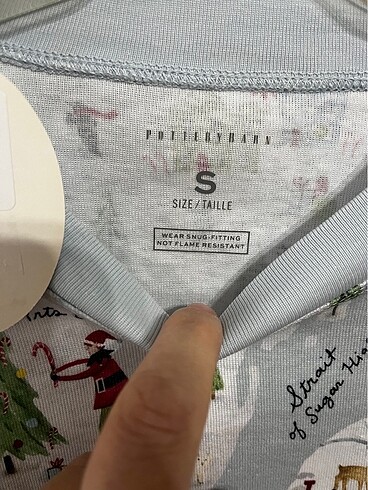 POTTERYBARN
S
SIZE/TAILLE
WEAR SNUG-FITTING
NOT FLAME RESISTANT
Strait
of Sugar